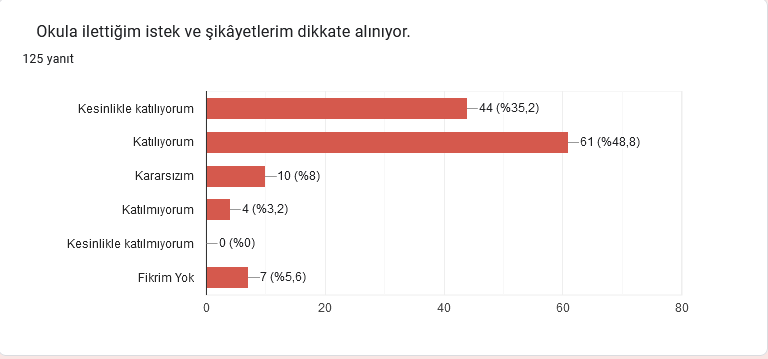 Okula ilettiğim istek ve şikâyetlerim dikkate alınıyor.
125 yanıt
Kesinlikle katılıyorum 44 (%35,2)
Katılıyorum 61 (%48,8)
Kararsızım 10 (%8)
Katılmıyorum 4 (%3,2)
Kesinlikle katılmıyorum 0 (%0)
Fikrim Yok 7 (%5,6)
0 20 40 60 80